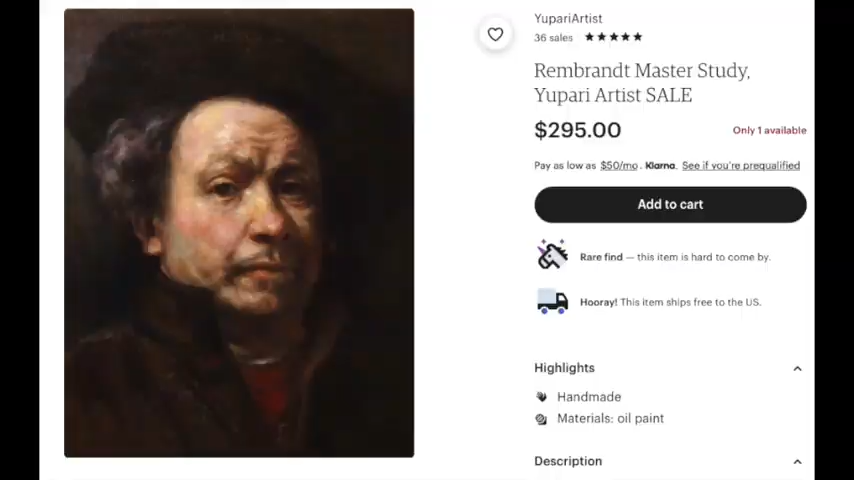 YupariArtist
36 sales ★★★★★
Rembrandt Master Study,
Yupari Artist SALE
$295.00
Only 1 available
Pay as low as $50/mo. Klarna. See if you're prequalified
Add to cart
Rare find — this item is hard to come by.
Hooray! This item ships free to the US.
Highlights
Handmade
Materials: oil paint
Description